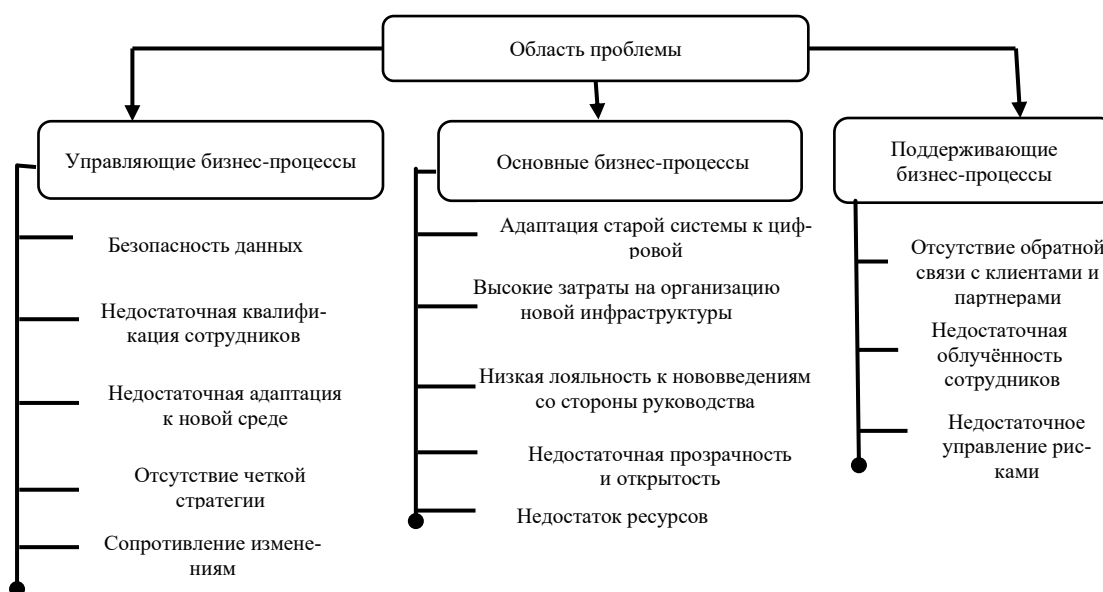 Область проблемы
Управляющие бизнес-процессы
Безопасность данных
Недостаточная квалифи-
кация сотрудников
Недостаточная адаптация
к новой среде
Отсутствие четкой
стратегии
Сопротивление измене-
ниям
Основные бизнес-процессы
Адаптация старой системы к циф-
ровой
Высокие затраты на организацию
новой инфраструктуры
Низкая лояльность к нововведениям
со стороны руководства
Недостаточная прозрачность
и открытость
Недостаток ресурсов
Поддерживающие
бизнес-процессы
Отсутствие обратной
связи с клиентами и
партнерами
Недостаточная
облучённость
сотрудников
Недостаточное
управление рис-
ками